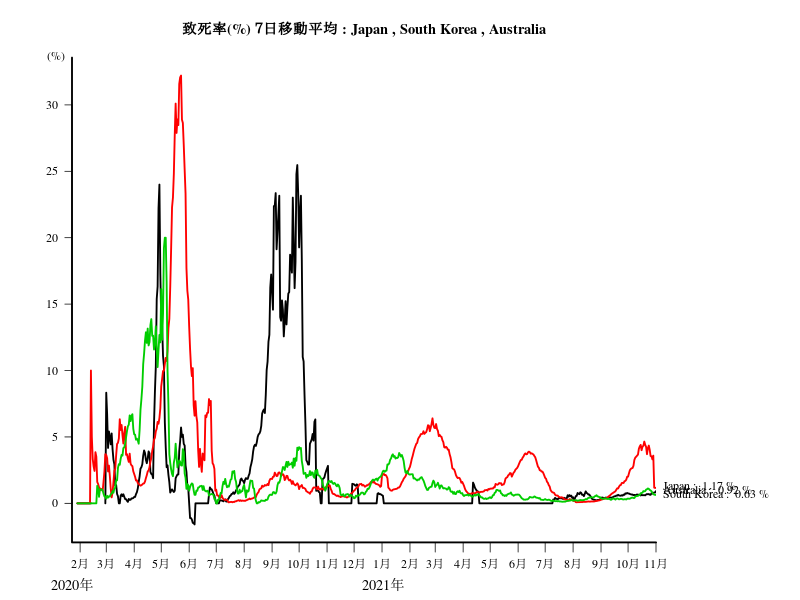 致死率(%) 7日移動平均 : Japan , South Korea , Australia
(%)
30
25
20
15
10
5
0
Japan : 1.17 %
Australia : 0.92 %
South Korea : 0.63 %
2月 3月 4月 5月 6月 7月 8月 9月 10月 11月 12月 1月 2月 3月 4月 5月 6月 7月 8月 9月 10月 11月
2020年 2021年